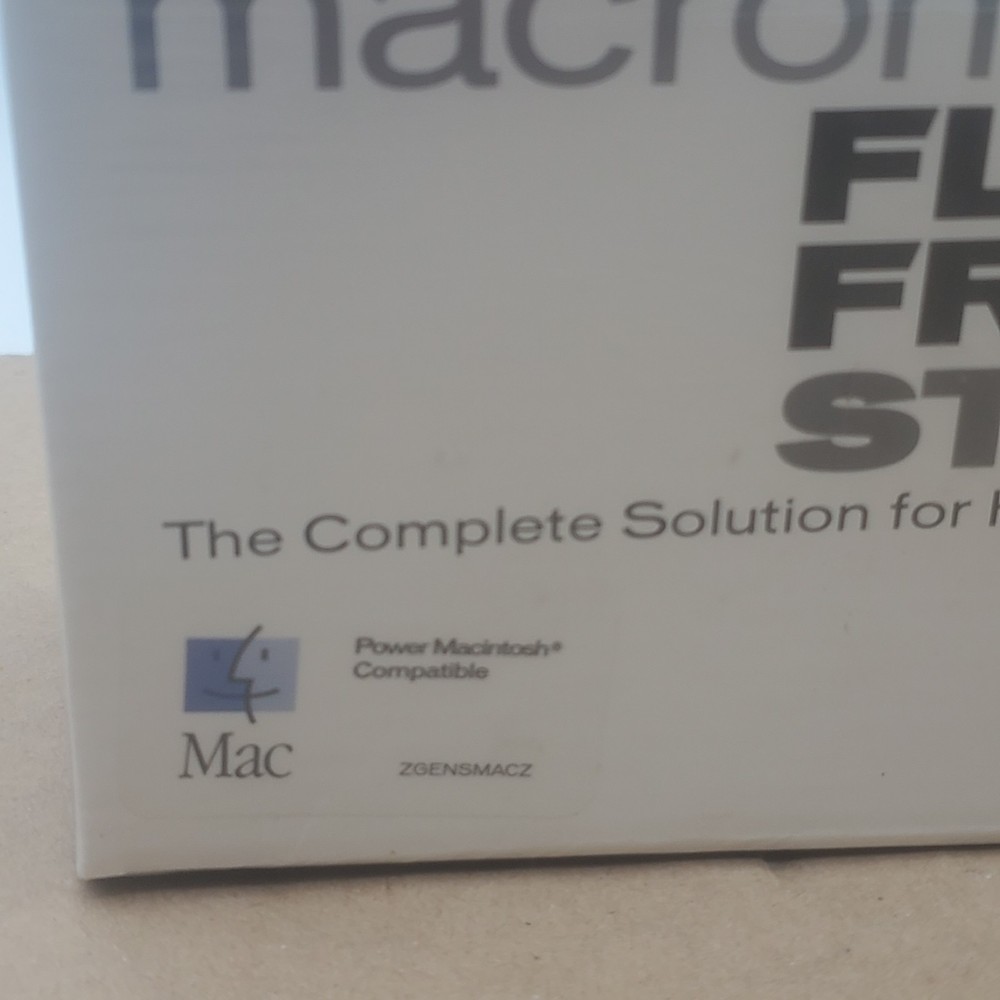 macrom
FL
FR
ST
The Complete Solution for
Power Macintosh®
Compatible
Mac
ZGENSMACZ